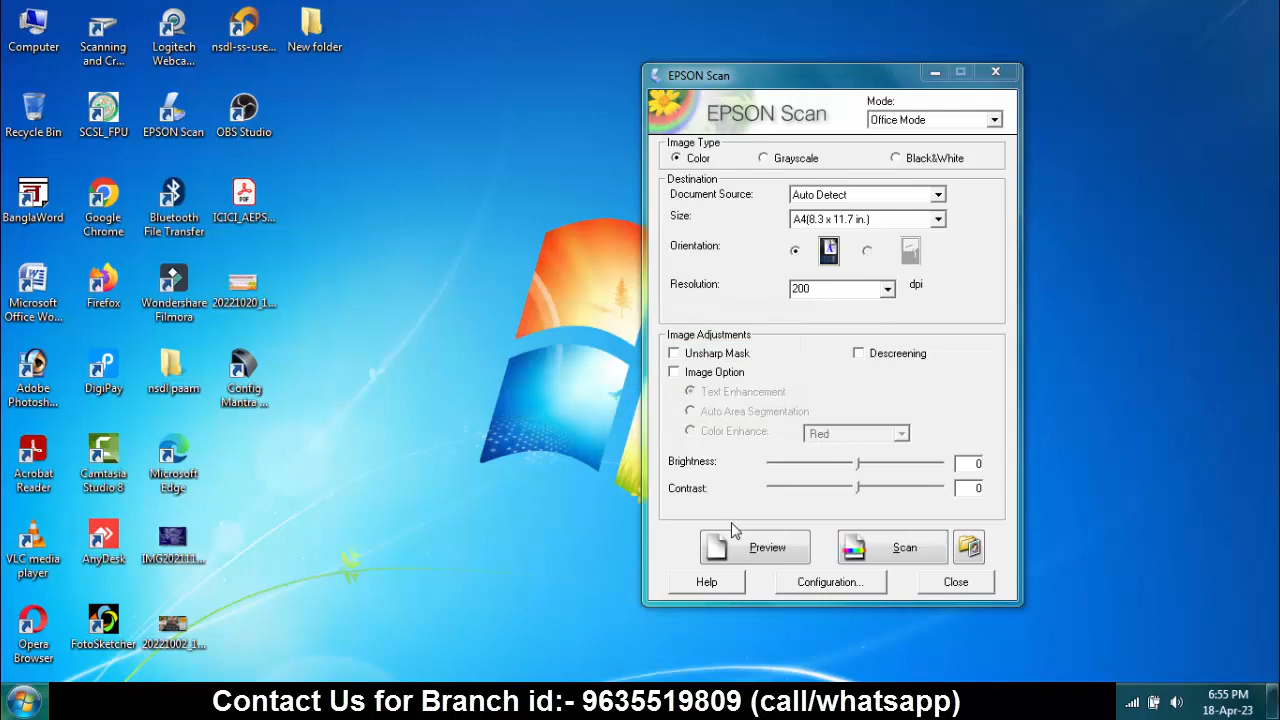 Computer
Scanning and Cr...
Logitech Webca...
nsdl-ss-use...
New folder
Recycle Bin
SCSL_FPU
EPSON Scan
OBS Studio
BanglaWord
Google Chrome
Bluetooth File Transfer
ICICI_AEPS...
Microsoft Office Wo...
Firefox
Wondershare Filmora
20221020_1...
Adobe Photosh...
DigiPay
nsdl paam
Config Mantra ...
Acrobat Reader
Camtasia Studio 8
Microsoft Edge
VLC media player
AnyDesk
IMG202111...
Opera Browser
FotoSketcher
20221002_1...
EPSON Scan
EPSON Scan
Mode:
Office Mode
Image Type
Color
Grayscale
Black&White
Destination
Document Source:
Auto Detect
Size:
A4(8.3 x 11.7 in.)
Orientation:
Resolution:
200
dpi
Image Adjustments
Unsharp Mask
Descreening
Image Option
Text Enhancement
Auto Area Segmentation
Color Enhance:
Red
Brightness:
0
Contrast:
0
Preview
Scan
Help
Configuration...
Close
Contact Us for Branch id:- 9635519809 (call/whatsapp)
6:55 PM
18-Apr-23